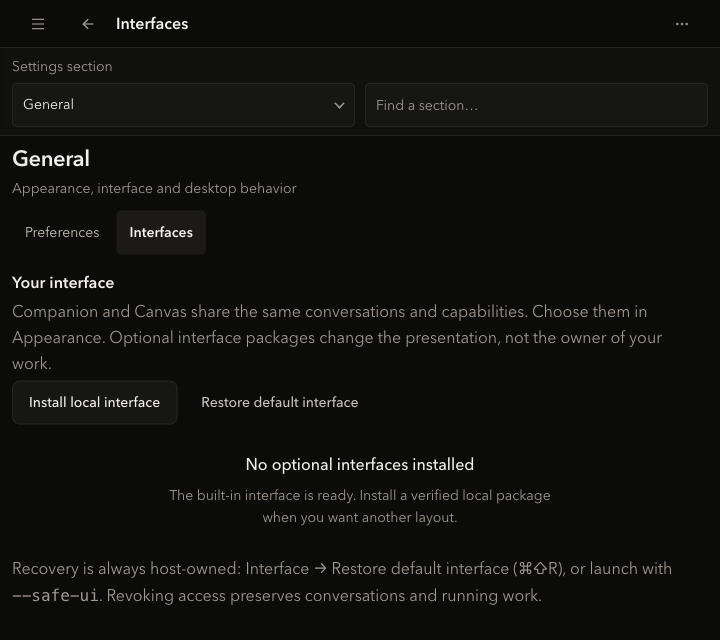 Interfaces
Settings section
General
Find a section...
General
Appearance, interface and desktop behavior
Preferences
Interfaces
Your interface
Companion and Canvas share the same conversations and capabilities. Choose them in
Appearance. Optional interface packages change the presentation, not the owner of your
work.
Install local interface
Restore default interface
No optional interfaces installed
The built-in interface is ready. Install a verified local package
when you want another layout.
Recovery is always host-owned: Interface → Restore default interface (⌘⇧R), or launch with
--safe-ui. Revoking access preserves conversations and running work.